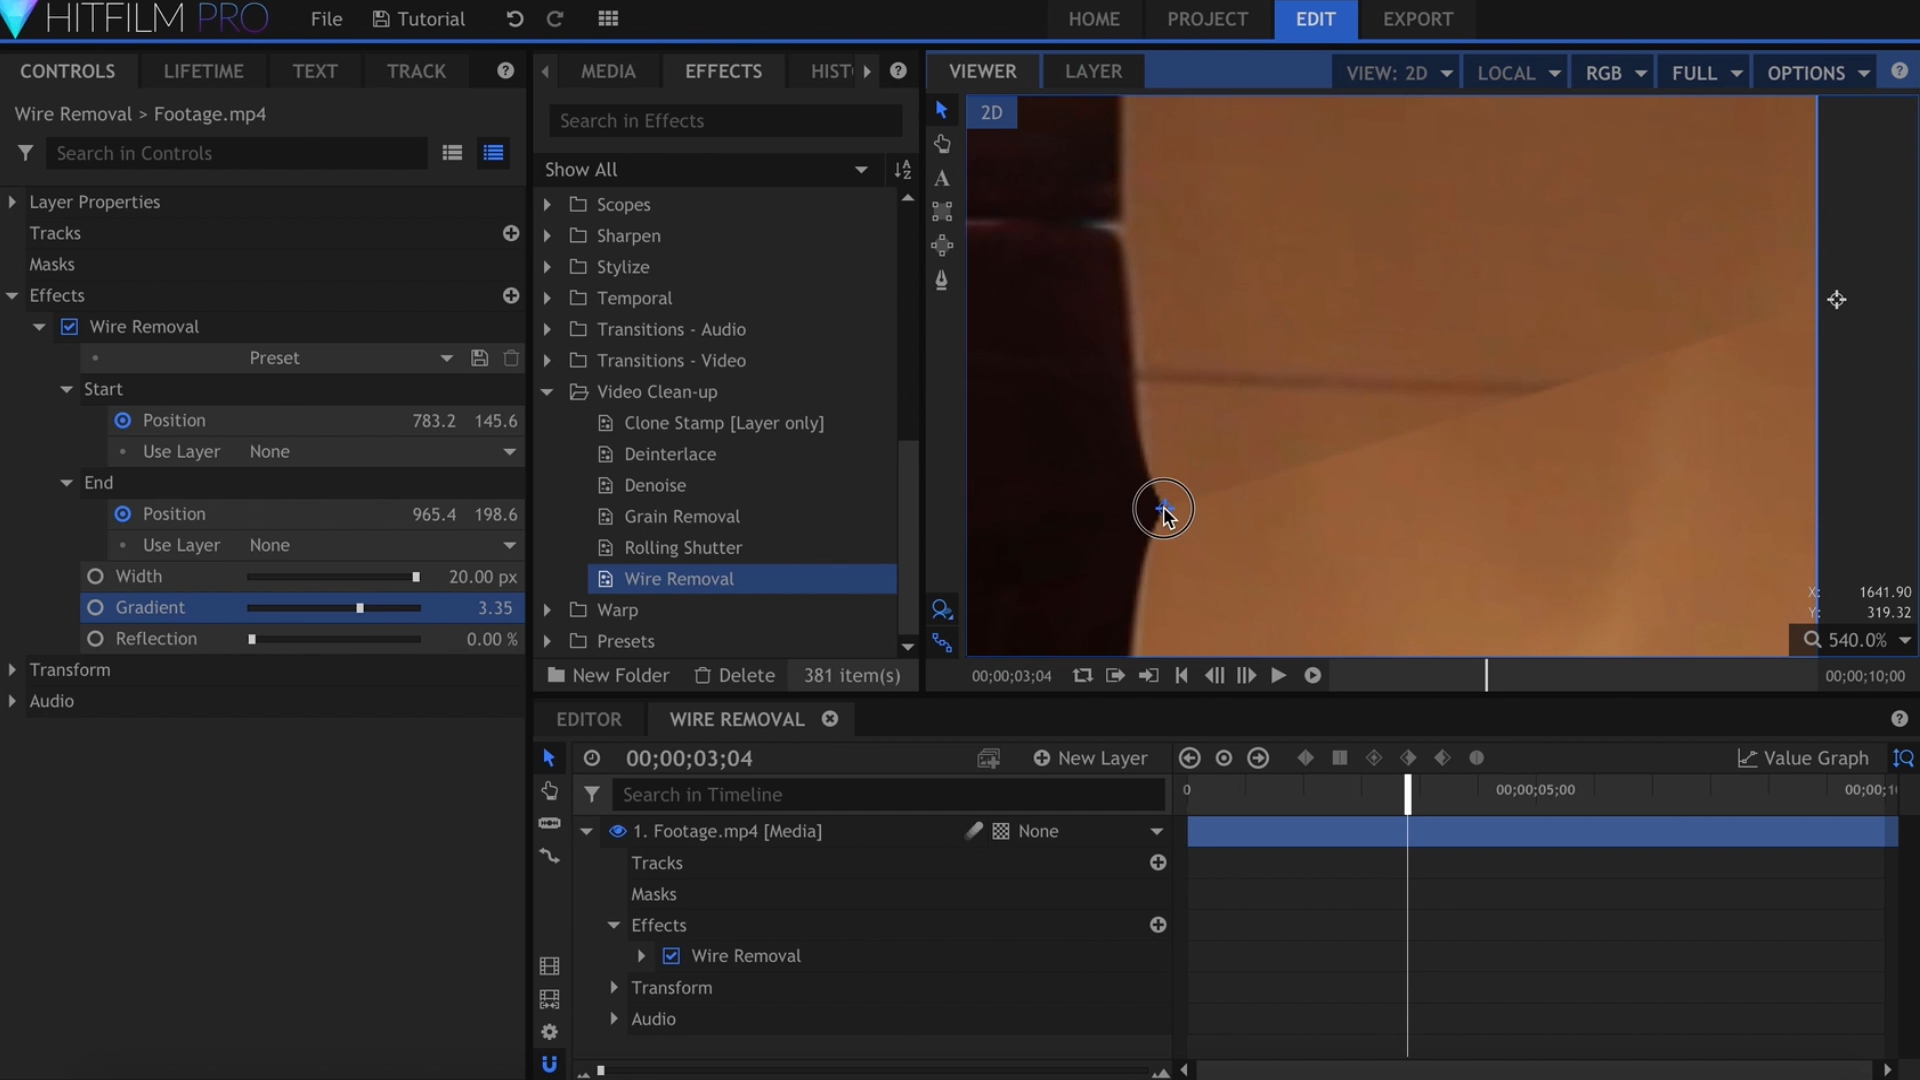 HITFILM PRO File Tutorial HOME PROJECT EDIT EXPORT
CONTROLS LIFETIME TEXT TRACK ?
Wire Removal > Footage.mp4
Search in Controls
Layer Properties
Tracks
Masks
Effects
Wire Removal
Preset
Start
Position 783.2 145.6
Use Layer None
End
Position 965.4 198.6
Use Layer None
Width 20.00 px
Gradient 3.35
Reflection 0.00 %
Transform
Audio
MEDIA EFFECTS HIST ?
Search in Effects
Show All
Scopes
Sharpen
Stylize
Temporal
Transitions - Audio
Transitions - Video
Video Clean-up
Clone Stamp [Layer only]
Deinterlace
Denoise
Grain Removal
Rolling Shutter
Wire Removal
Warp
Presets
New Folder Delete 381 item(s)
VIEWER LAYER VIEW: 2D LOCAL RGB FULL OPTIONS ?
2D
X: 1641.90
Y: 319.32
540.0%
00;00;03;04 00;00;10;00
EDITOR WIRE REMOVAL ?
00;00;03;04 New Layer Value Graph
Search in Timeline 0 00;00;05;00 00;00;1
1. Footage.mp4 [Media] None
Tracks
Masks
Effects
Wire Removal
Transform
Audio